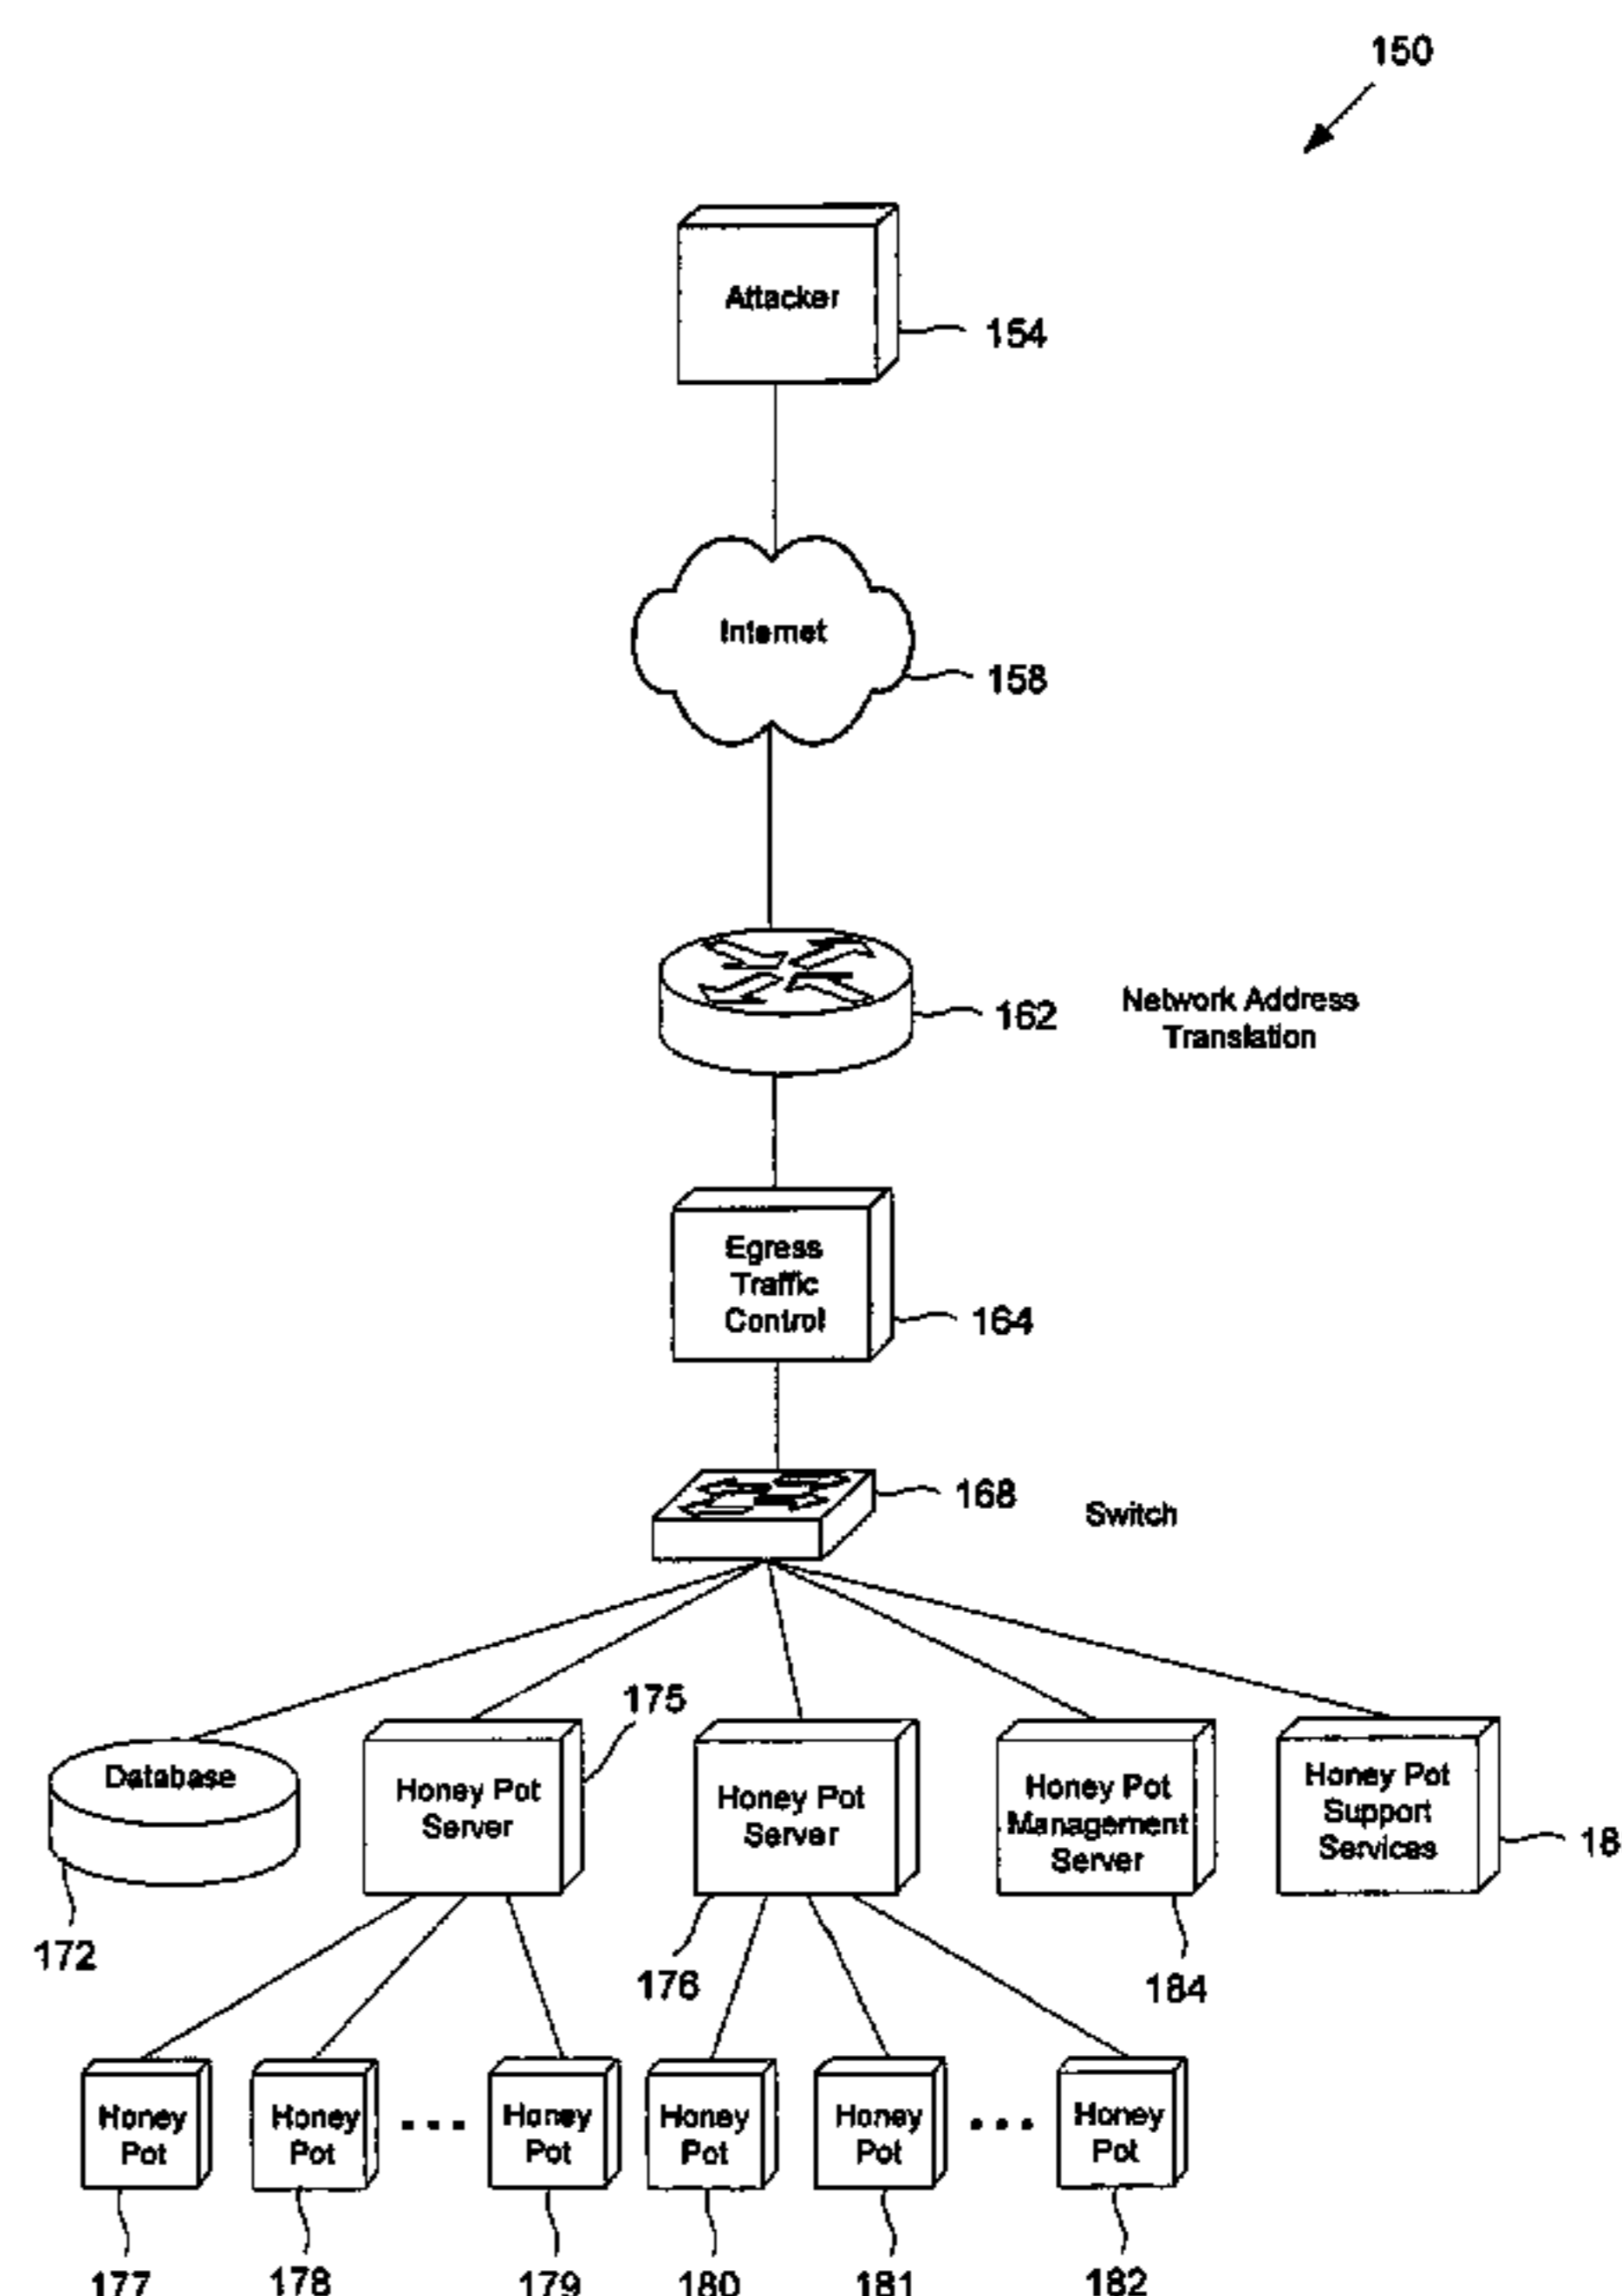 150
Attacker
154
Internet
158
162
Network Address
Translation
Egress
Traffic
Control
164
168
Switch
175
Database
Honey Pot
Server
Honey Pot
Server
Honey Pot
Management
Server
Honey Pot
Support
Services
18
172
176
184
Honey
Pot
Honey
Pot
Honey
Pot
Honey
Pot
Honey
Pot
Honey
Pot
177
178
179
180
181
182